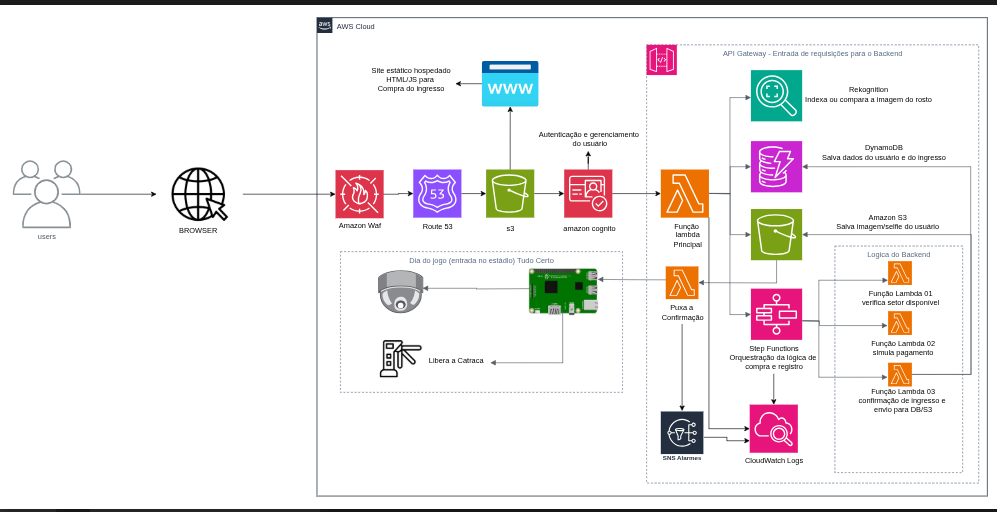 aws
AWS Cloud
API Gateway - Entrada de requisições para o Backend
Site estático hospedado
HTML/JS para
Compra do ingresso
WWW
Autenticação e gerenciamento
do usuário
Rekognition
Indexa ou compara a imagem do rosto
DynamoDB
Salva dados do usuário e do ingresso
users
BROWSER
Amazon Waf
53
Route 53
s3
amazon cognito
Função
lambda
Principal
Amazon S3
Salva imagem/selfie do usuário
Dia do jogo (entrada no estádio) Tudo Certo
Libera a Catraca
Puxa a
Confirmação
Logica do Backend
Função Lambda 01
verifica setor disponível
Função Lambda 02
simula pagamento
Função Lambda 03
confirmação de ingresso e
envio para DB/S3
Step Functions
Orquestração da lógica de
compra e registro
SNS Alarmes
CloudWatch Logs